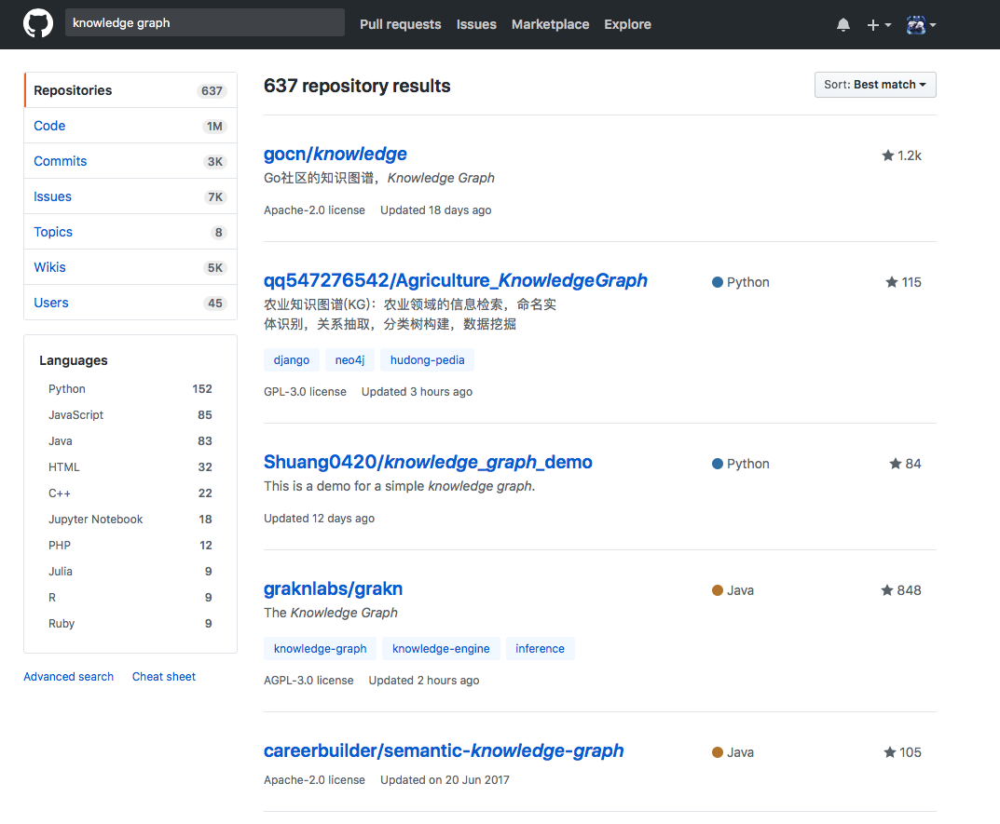 knowledge graph
Pull requests Issues Marketplace Explore
Repositories 637
Code 1M
Commits 3K
Issues 7K
Topics 8
Wikis 5K
Users 45
Languages
Python 152
JavaScript 85
Java 83
HTML 32
C++ 22
Jupyter Notebook 18
PHP 12
Julia 9
R 9
Ruby 9
Advanced search Cheat sheet
637 repository results
Sort: Best match
gocn/knowledge
1.2k
Go社区的知识图谱，Knowledge Graph
Apache-2.0 license Updated 18 days ago
qq547276542/Agriculture_KnowledgeGraph
Python
115
农业知识图谱(KG)：农业领域的信息检索，命名实
体识别，关系抽取，分类树构建，数据挖掘
django neo4j hudong-pedia
GPL-3.0 license Updated 3 hours ago
Shuang0420/knowledge_graph_demo
Python
84
This is a demo for a simple knowledge graph.
Updated 12 days ago
graknlabs/grakn
Java
848
The Knowledge Graph
knowledge-graph knowledge-engine inference
AGPL-3.0 license Updated 2 hours ago
careerbuilder/semantic-knowledge-graph
Java
105
Apache-2.0 license Updated on 20 Jun 2017